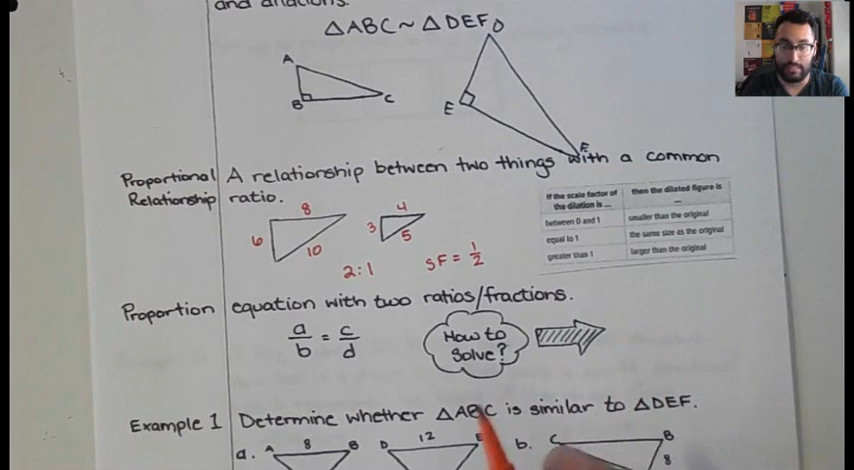 and dilations.
△ABC ~ △DEF
D
A
B
C
E
F
Proportional
Relationship
A relationship between two things with a common
ratio.
8
6
10
4
3
5
2:1
SF = 1/2
If the scale factor of the dilation is ...
then the dilated figure is ...
between 0 and 1
smaller than the original
equal to 1
the same size as the original
greater than 1
larger than the original
Proportion
equation with two ratios/fractions.
a/b = c/d
How to
Solve?
Example 1
Determine whether △ABC is similar to △DEF.
a.
A
8
B
D
12
E
b.
C
B
8